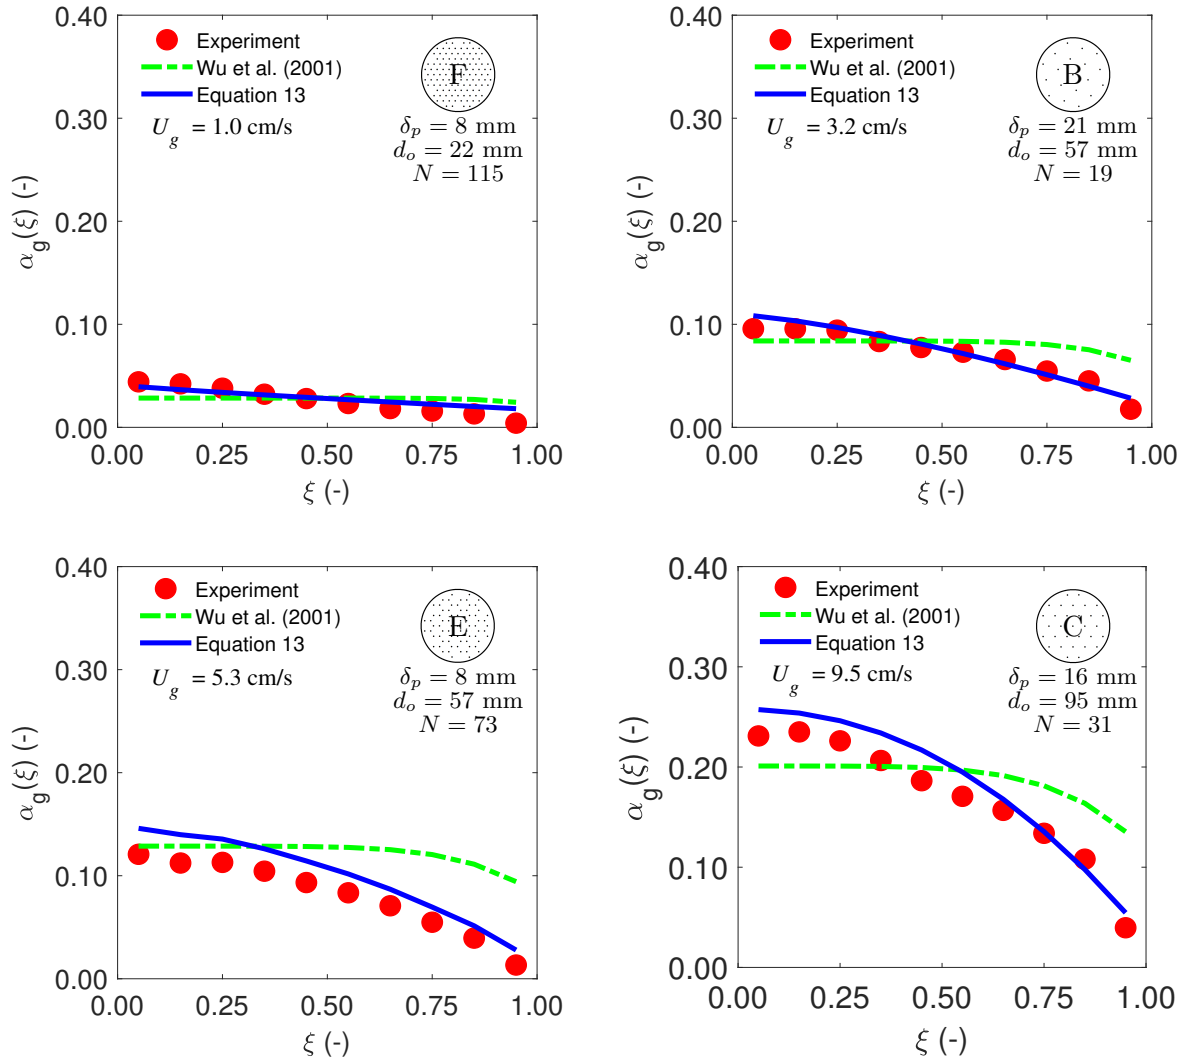 0.40
0.30
0.20
0.10
0.00
α_g(ξ) (-)
Experiment
Wu et al. (2001)
Equation 13
U_g = 1.0 cm/s
F
δ_p = 8 mm
d_o = 22 mm
N = 115
0.00 0.25 0.50 0.75 1.00
ξ (-)
0.40
0.30
0.20
0.10
0.00
α_g(ξ) (-)
Experiment
Wu et al. (2001)
Equation 13
U_g = 3.2 cm/s
B
δ_p = 21 mm
d_o = 57 mm
N = 19
0.00 0.25 0.50 0.75 1.00
ξ (-)
0.40
0.30
0.20
0.10
0.00
α_g(ξ) (-)
Experiment
Wu et al. (2001)
Equation 13
U_g = 5.3 cm/s
E
δ_p = 8 mm
d_o = 57 mm
N = 73
0.00 0.25 0.50 0.75 1.00
ξ (-)
0.40
0.30
0.20
0.10
0.00
α_g(ξ) (-)
Experiment
Wu et al. (2001)
Equation 13
U_g = 9.5 cm/s
C
δ_p = 16 mm
d_o = 95 mm
N = 31
0.00 0.25 0.50 0.75 1.00
ξ (-)